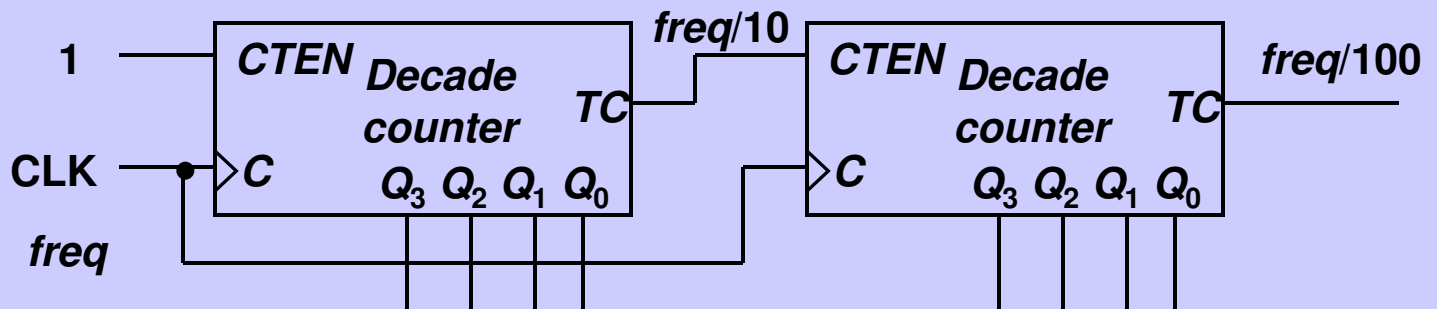 freq/10
1
CTEN
Decade
counter
TC
CTEN
Decade
counter
TC
freq/100
CLK
C
Q3 Q2 Q1 Q0
C
Q3 Q2 Q1 Q0
freq